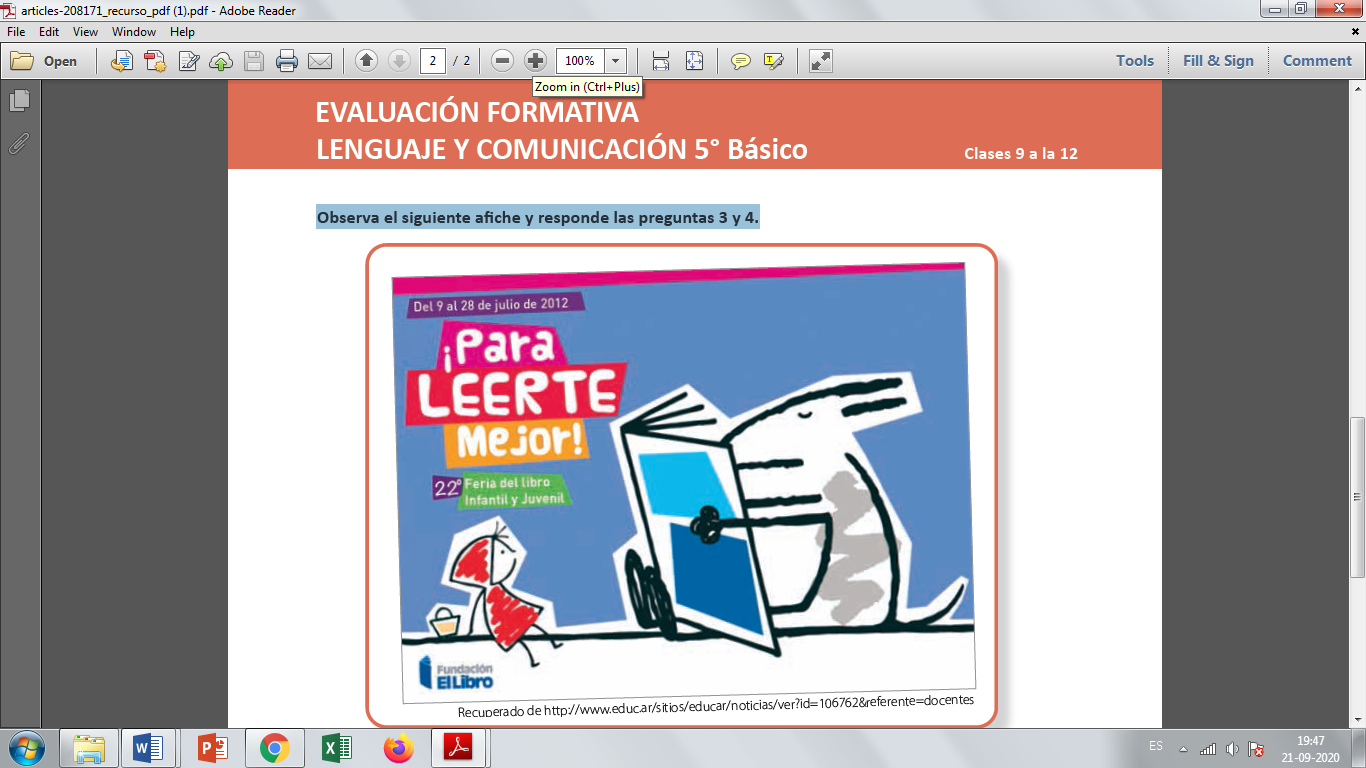 articles-208171_recurso_pdf (1).pdf - Adobe Reader
File Edit View Window Help
Open 2 / 2 100% Tools Fill & Sign Comment
Zoom in (Ctrl+Plus)
EVALUACIÓN FORMATIVA
LENGUAJE Y COMUNICACIÓN 5° Básico
Clases 9 a la 12
Observa el siguiente afiche y responde las preguntas 3 y 4.
Del 9 al 28 de julio de 2012
¡Para
LEERTE
Mejor!
22º Feria del libro
Infantil y Juvenil
Fundación
El Libro
Recuperado de http://www.educ.ar/sitios/educar/noticias/ver?id=106762&referente=docentes
ES
19:47
21-09-2020